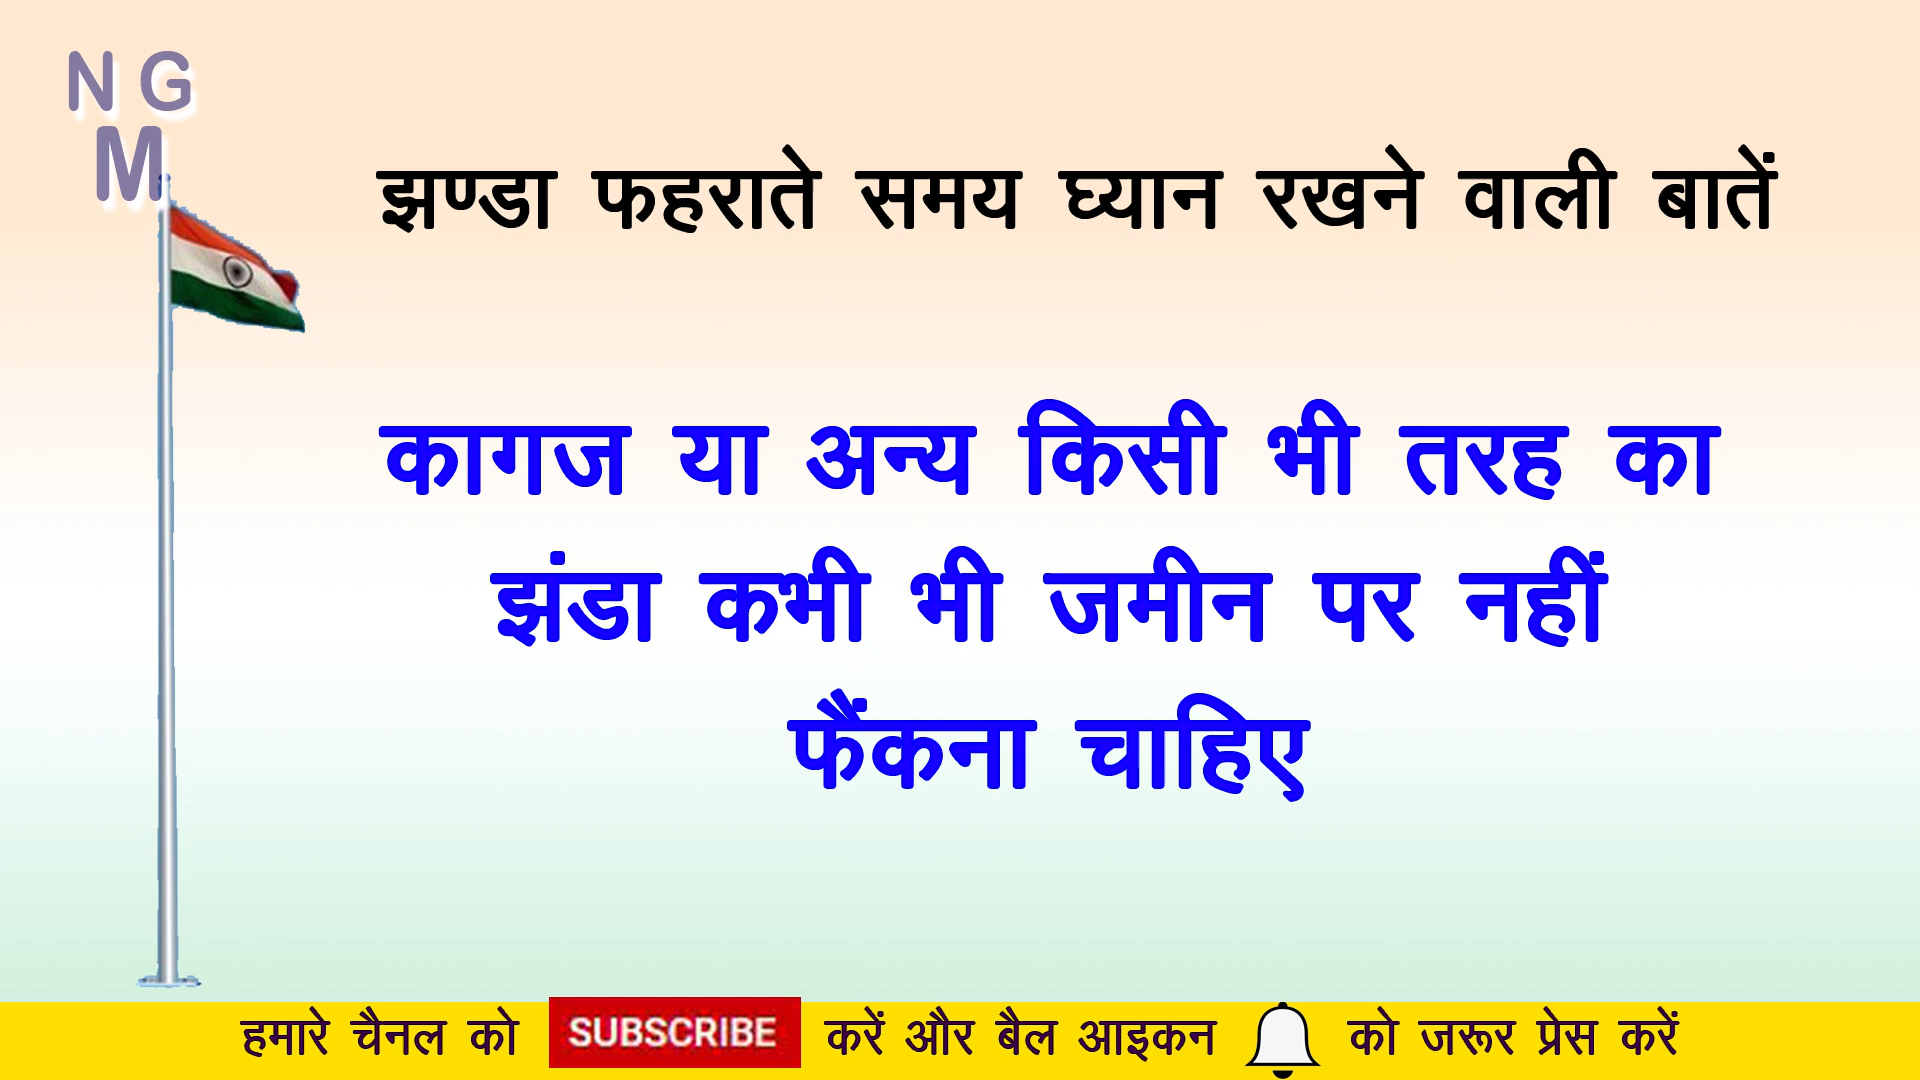 N G
M
झण्डा फहराते समय घ्यान रखने वाली बातें
कागज या अन्य किसी भी तरह का
झंडा कभी भी जमीन पर नहीं
फैंकना चाहिए
हमारे चैनल को SUBSCRIBE करें और बैल आइकन को जरूर प्रेस करें